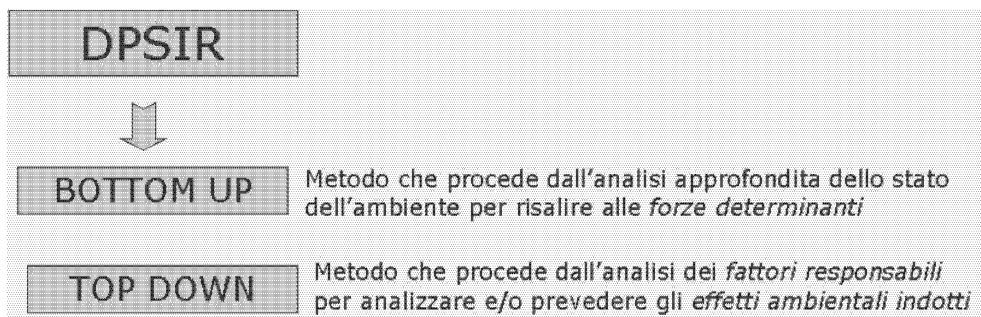 DPSIR
BOTTOM UP
Metodo che procede dall'analisi approfondita dello stato
dell'ambiente per risalire alle forze determinanti
TOP DOWN
Metodo che procede dall'analisi dei fattori responsabili
per analizzare e/o prevedere gli effetti ambientali indotti